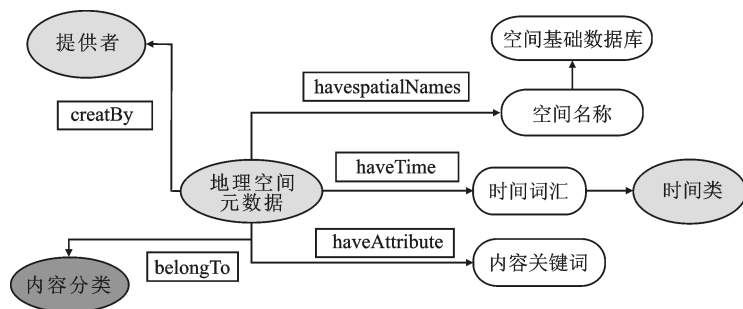 提供者
空间基础数据库
havespatialNames
creatBy
空间名称
地理空间
元数据
haveTime
时间词汇
时间类
haveAttribute
belongTo
内容关键词
内容分类